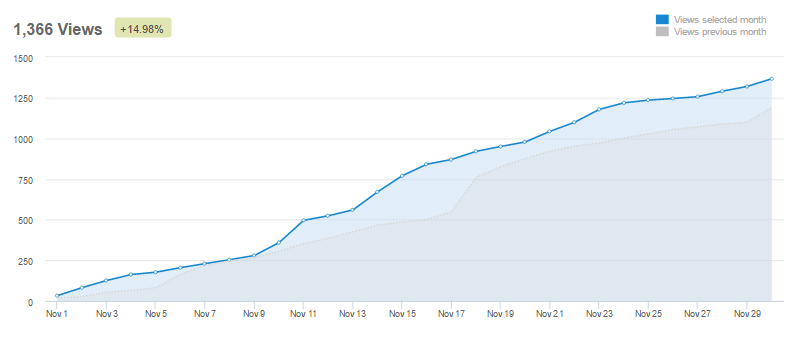 1,366 Views +14.98%
Views selected month
Views previous month
1500
1250
1000
750
500
250
0
Nov 1 Nov 3 Nov 5 Nov 7 Nov 9 Nov 11 Nov 13 Nov 15 Nov 17 Nov 19 Nov 21 Nov 23 Nov 25 Nov 27 Nov 29